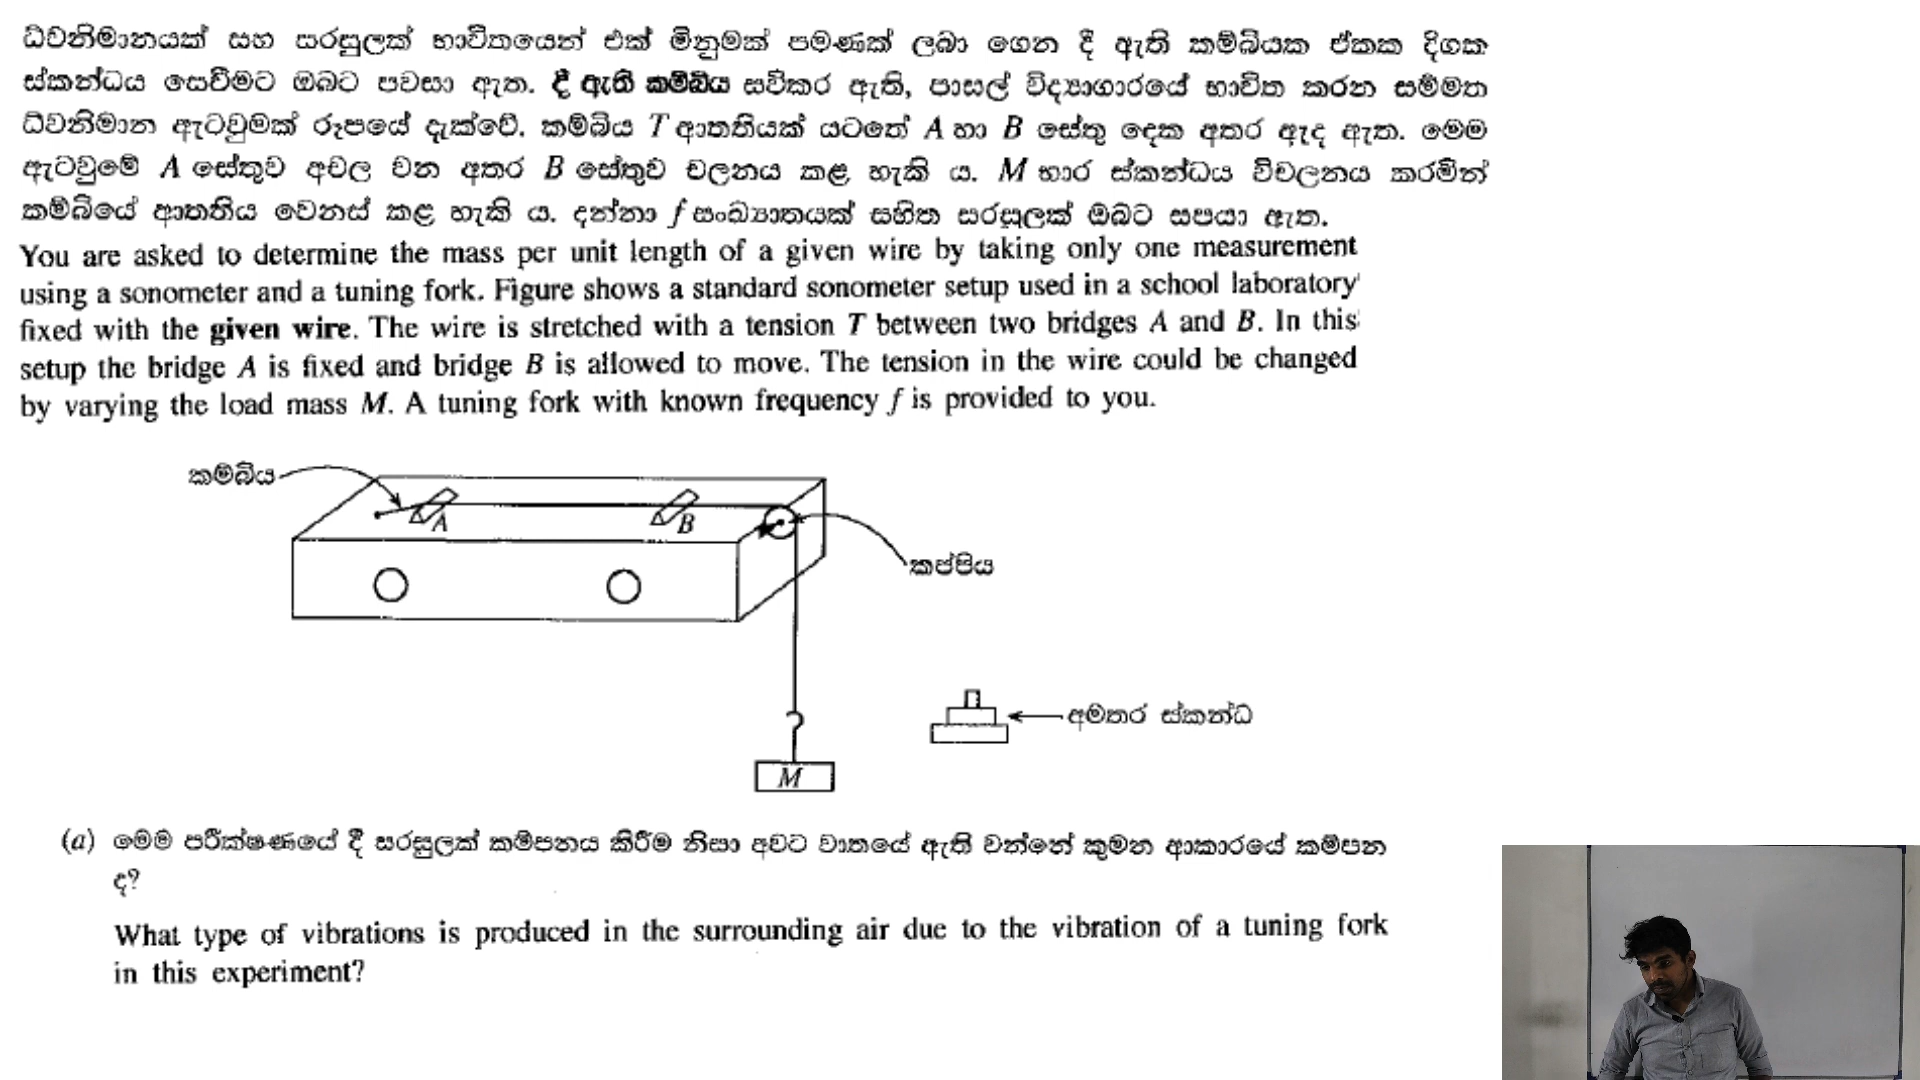 ධ්වනිමානයක් සහ සරසුලක් භාවිතයෙන් එක් මිනුමක් පමණක් ලබා ගෙන දී ඇති කම්බියක ඒකක දිගක
ස්කන්ධය සෙවීමට ඔබට පවසා ඇත. දී ඇති කම්බිය සවිකර ඇති, පාසල් විද්‍යාගාරයේ භාවිත කරන සම්මත
ධ්වනිමාන ඇටවුමක් රූපයේ දැක්වේ. කම්බිය T ආතතියක් යටතේ A හා B සේතු දෙක අතර ඇද ඇත. මෙම
ඇටවුමේ A සේතුව අචල වන අතර B සේතුව චලනය කළ හැකි ය. M භාර ස්කන්ධය විචලනය කරමින්
කම්බියේ ආතතිය වෙනස් කළ හැකි ය. දන්නා f සංඛ්‍යාතයක් සහිත සරසුලක් ඔබට සපයා ඇත.
You are asked to determine the mass per unit length of a given wire by taking only one measurement
using a sonometer and a tuning fork. Figure shows a standard sonometer setup used in a school laboratory
fixed with the given wire. The wire is stretched with a tension T between two bridges A and B. In this
setup the bridge A is fixed and bridge B is allowed to move. The tension in the wire could be changed
by varying the load mass M. A tuning fork with known frequency f is provided to you.
කම්බිය
A
B
කප්පිය
අමතර ස්කන්ධ
M
(a) මෙම පරීක්ෂණයේ දී සරසුලක් කම්පනය කිරීම නිසා අවට වාතයේ ඇති වන්නේ කුමන ආකාරයේ කම්පන
ද?
What type of vibrations is produced in the surrounding air due to the vibration of a tuning fork
in this experiment?